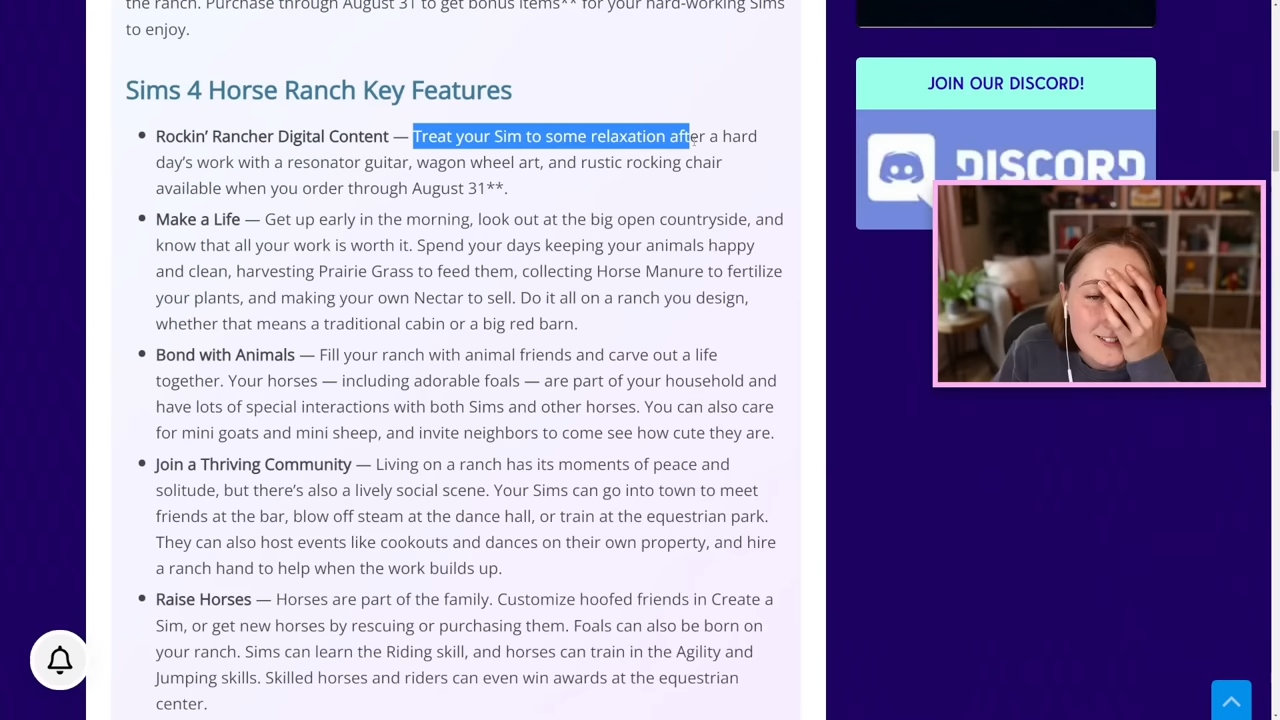 the ranch. Purchase through August 31 to get bonus items** for your hard-working Sims
to enjoy.
Sims 4 Horse Ranch Key Features
Rockin’ Rancher Digital Content — Treat your Sim to some relaxation after a hard
day’s work with a resonator guitar, wagon wheel art, and rustic rocking chair
available when you order through August 31**.
Make a Life — Get up early in the morning, look out at the big open countryside, and
know that all your work is worth it. Spend your days keeping your animals happy
and clean, harvesting Prairie Grass to feed them, collecting Horse Manure to fertilize
your plants, and making your own Nectar to sell. Do it all on a ranch you design,
whether that means a traditional cabin or a big red barn.
Bond with Animals — Fill your ranch with animal friends and carve out a life
together. Your horses — including adorable foals — are part of your household and
have lots of special interactions with both Sims and other horses. You can also care
for mini goats and mini sheep, and invite neighbors to come see how cute they are.
Join a Thriving Community — Living on a ranch has its moments of peace and
solitude, but there’s also a lively social scene. Your Sims can go into town to meet
friends at the bar, blow off steam at the dance hall, or train at the equestrian park.
They can also host events like cookouts and dances on their own property, and hire
a ranch hand to help when the work builds up.
Raise Horses — Horses are part of the family. Customize hoofed friends in Create a
Sim, or get new horses by rescuing or purchasing them. Foals can also be born on
your ranch. Sims can learn the Riding skill, and horses can train in the Agility and
Jumping skills. Skilled horses and riders can even win awards at the equestrian
center.
JOIN OUR DISCORD!
DISCORD